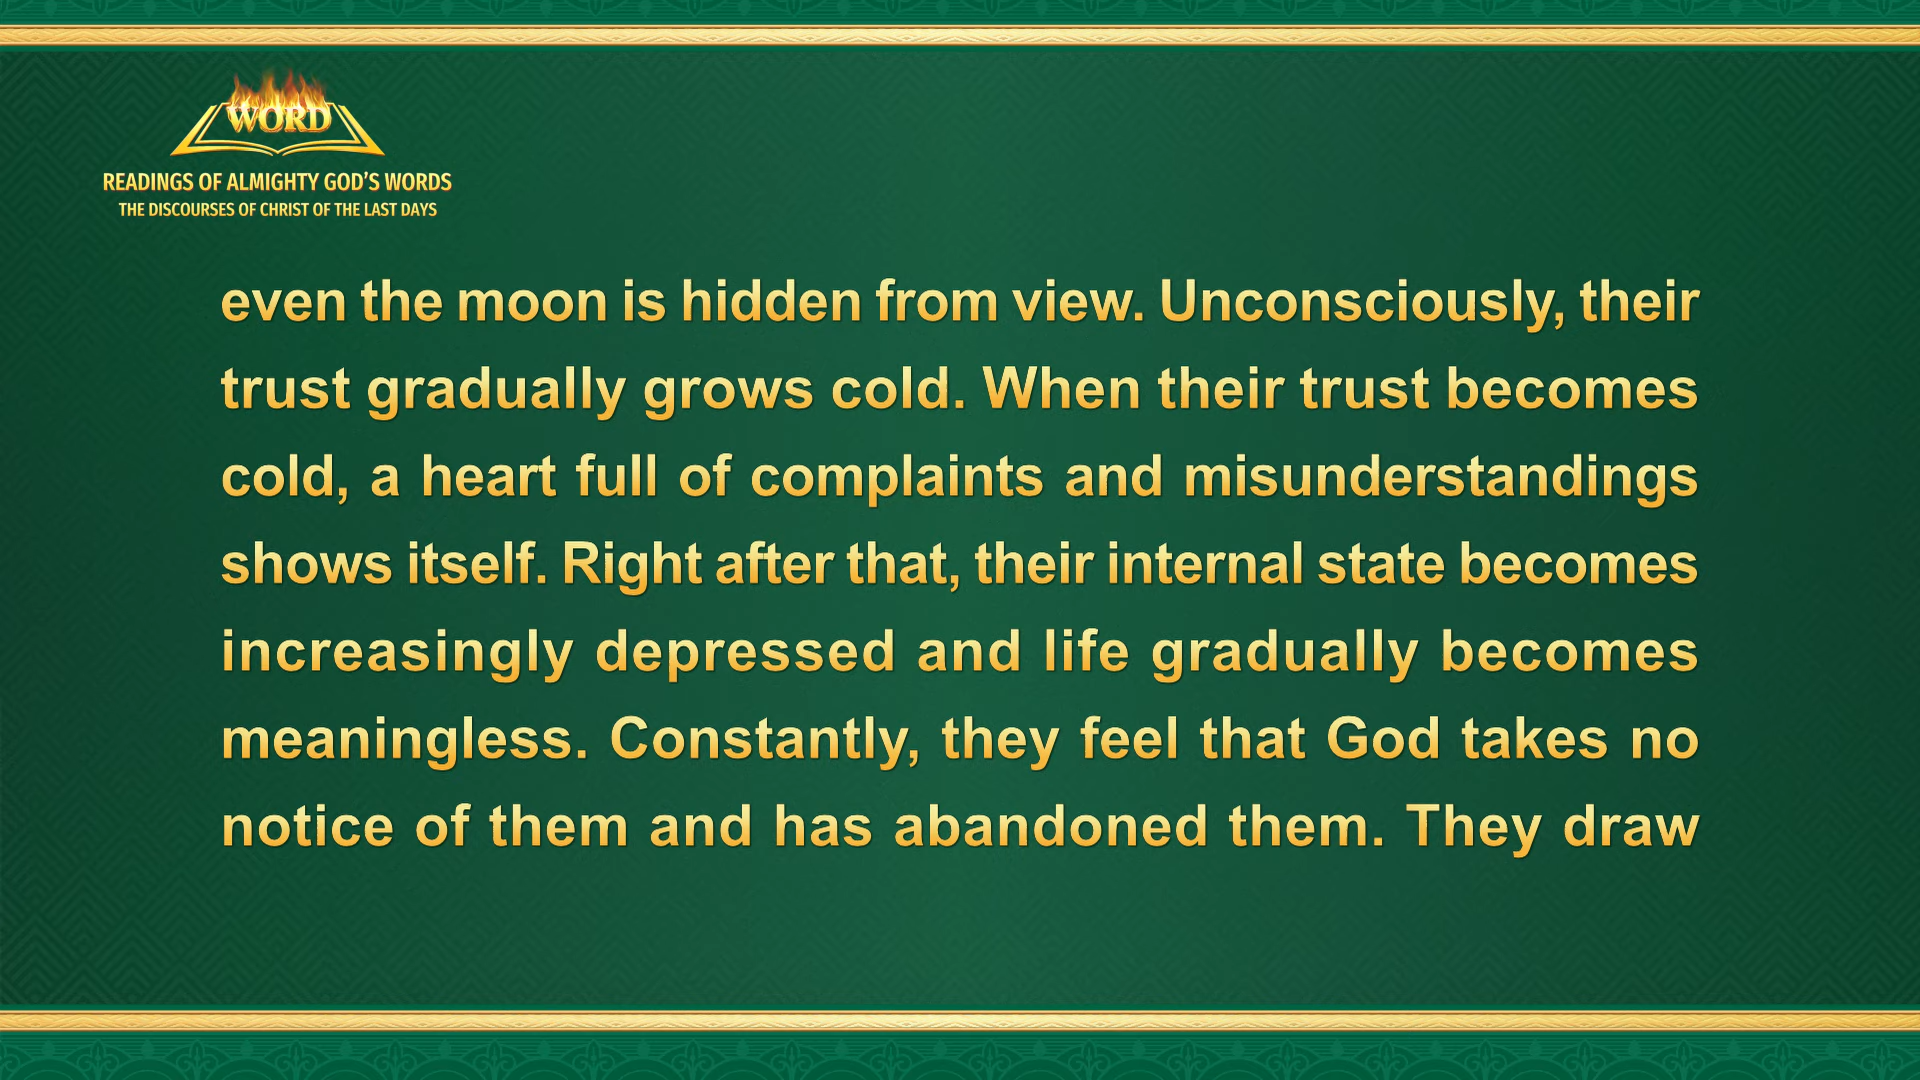 WORD
READINGS OF ALMIGHTY GOD'S WORDS
THE DISCOURSES OF CHRIST OF THE LAST DAYS
even the moon is hidden from view. Unconsciously, their
trust gradually grows cold. When their trust becomes
cold, a heart full of complaints and misunderstandings
shows itself. Right after that, their internal state becomes
increasingly depressed and life gradually becomes
meaningless. Constantly, they feel that God takes no
notice of them and has abandoned them. They draw